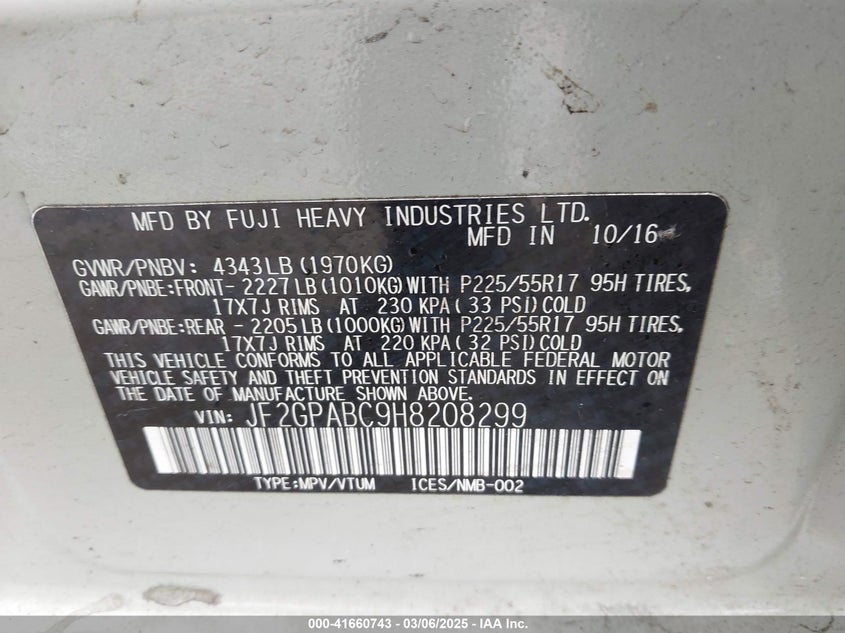 MFD BY FUJI HEAVY INDUSTRIES LTD.
MFD IN 10/16
GVWR/PNBV: 4343LB(1970KG)
GAWR/PNBE:FRONT- 2227LB(1010KG)WITH P225/55R17 95H TIRES,
17X7J RIMS AT 230 KPA( 33 PSI)COLD
GAWR/PNBE:REAR - 2205LB(1000KG)WITH P225/55R17 95H TIRES,
17X7J RIMS AT 220 KPA( 32 PSI)COLD
THIS VEHICLE CONFORMS TO ALL APPLICABLE FEDERAL MOTOR
VEHICLE SAFETY AND THEFT PREVENTION STANDARDS IN EFFECT ON
THE DATE OF MANUFACTURE SHOWN ABOVE.
VIN: JF2GPABC9H8208299
TYPE:MPV/VTUM ICES/NMB-002
000-41660743 - 03/06/2025 - IAA Inc.